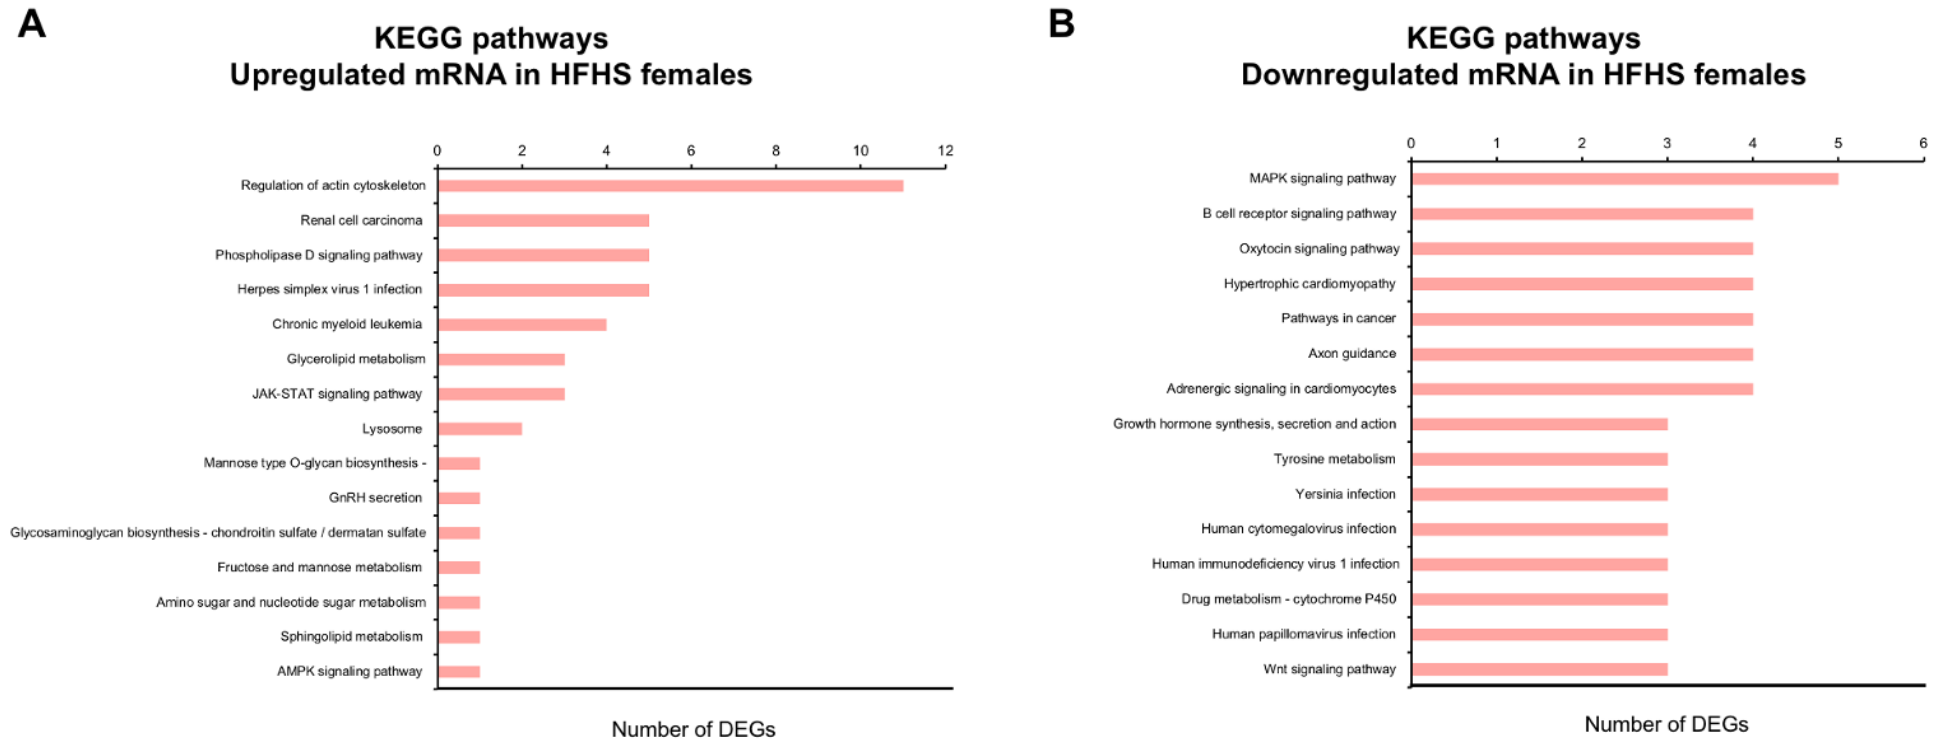 A
KEGG pathways
Upregulated mRNA in HFHS females
0 2 4 6 8 10 12
Regulation of actin cytoskeleton
Renal cell carcinoma
Phospholipase D signaling pathway
Herpes simplex virus 1 infection
Chronic myeloid leukemia
Glycerolipid metabolism
JAK-STAT signaling pathway
Lysosome
Mannose type O-glycan biosynthesis -
GnRH secretion
Glycosaminoglycan biosynthesis - chondroitin sulfate / dermatan sulfate
Fructose and mannose metabolism
Amino sugar and nucleotide sugar metabolism
Sphingolipid metabolism
AMPK signaling pathway
Number of DEGs
B
KEGG pathways
Downregulated mRNA in HFHS females
0 1 2 3 4 5 6
MAPK signaling pathway
B cell receptor signaling pathway
Oxytocin signaling pathway
Hypertrophic cardiomyopathy
Pathways in cancer
Axon guidance
Adrenergic signaling in cardiomyocytes
Growth hormone synthesis, secretion and action
Tyrosine metabolism
Yersinia infection
Human cytomegalovirus infection
Human immunodeficiency virus 1 infection
Drug metabolism - cytochrome P450
Human papillomavirus infection
Wnt signaling pathway
Number of DEGs